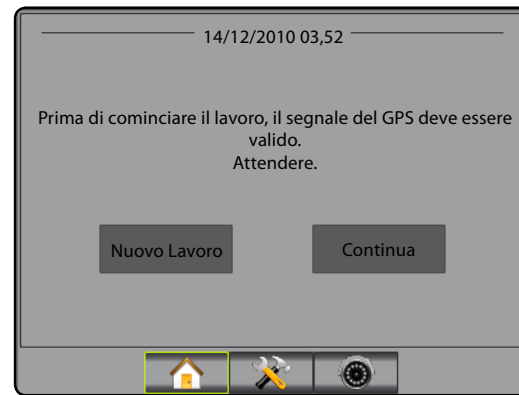 14/12/2010 03,52
Prima di cominciare il lavoro, il segnale del GPS deve essere
valido.
Attendere.
Nuovo Lavoro
Continua